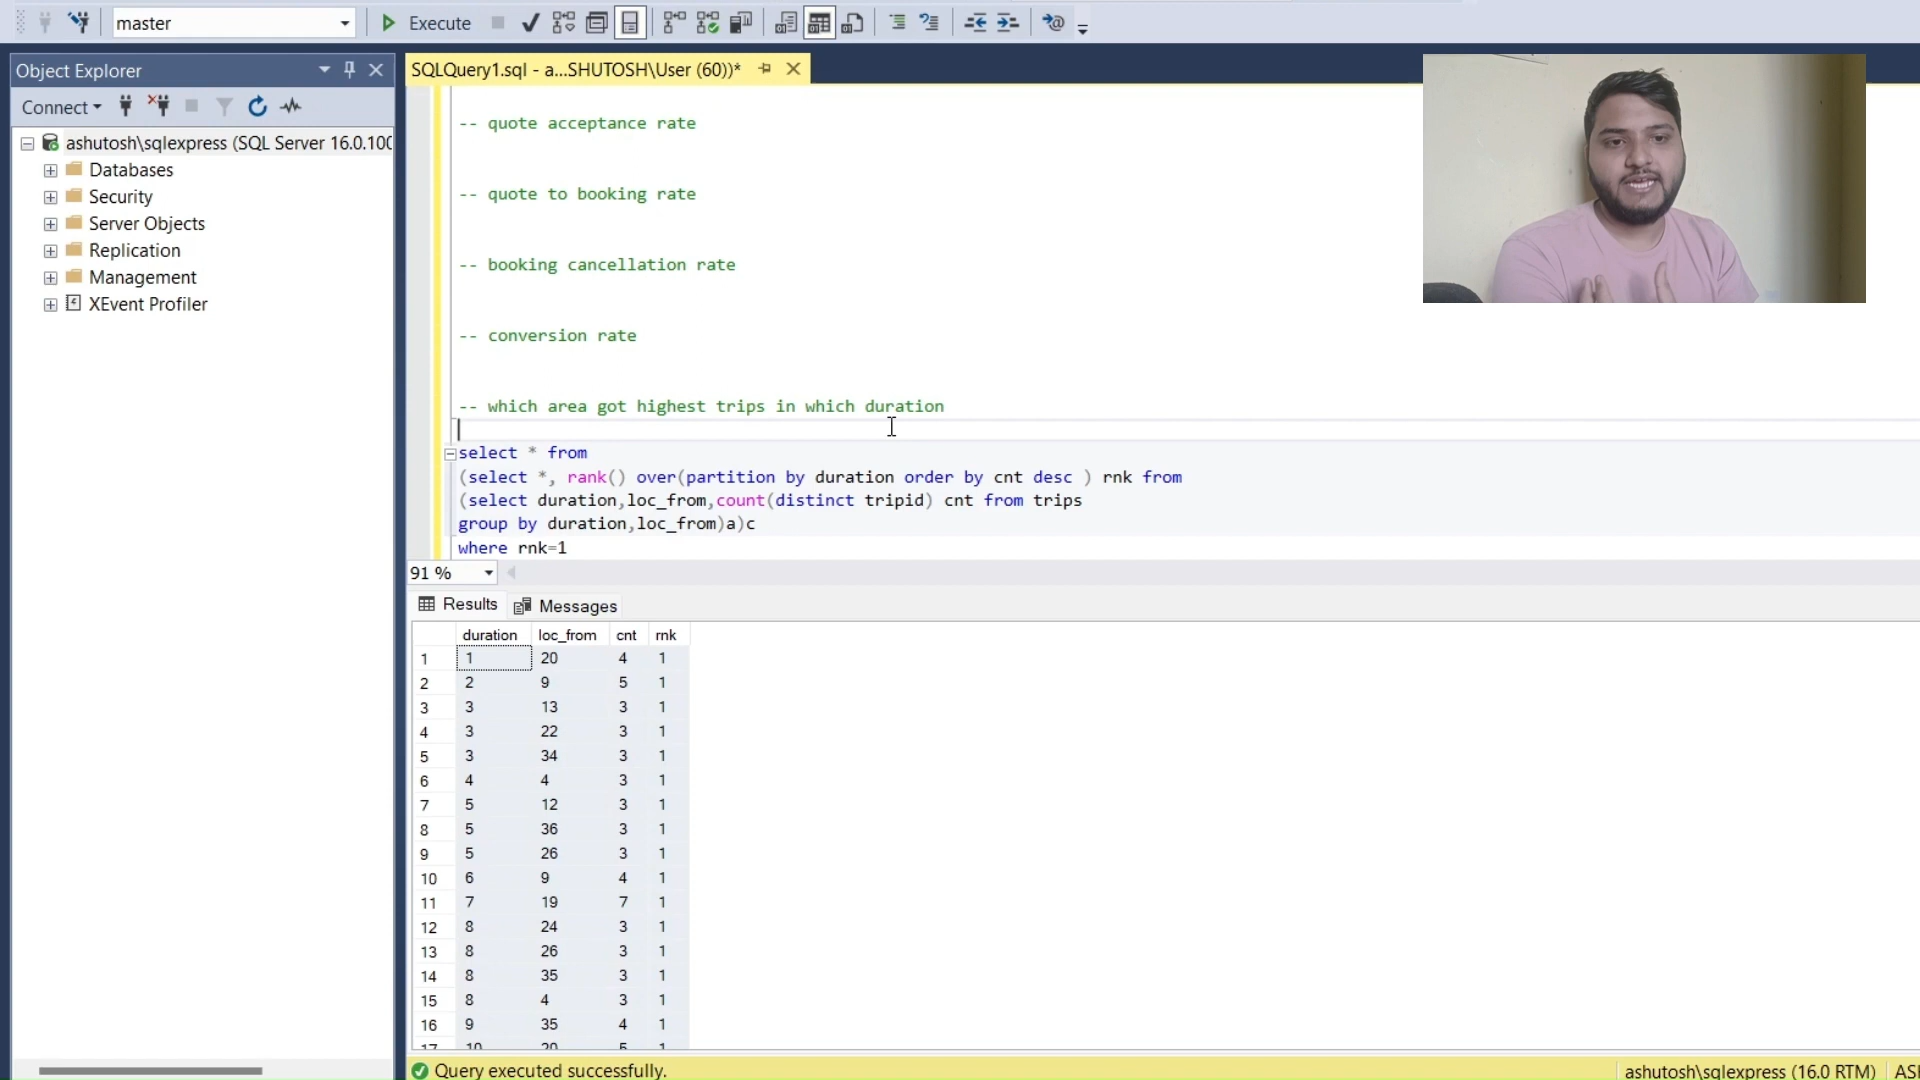 master
Execute
Object Explorer
SQLQuery1.sql - a...SHUTOSH\User (60))*
Connect
ashutosh\sqlexpress (SQL Server 16.0.100
Databases
Security
Server Objects
Replication
Management
XEvent Profiler
-- quote acceptance rate
-- quote to booking rate
-- booking cancellation rate
-- conversion rate
-- which area got highest trips in which duration
select * from
(select *, rank() over(partition by duration order by cnt desc ) rnk from
(select duration,loc_from,count(distinct tripid) cnt from trips
group by duration,loc_from)a)c
where rnk=1
91 %
Results Messages
duration loc_from cnt rnk
1 1 20 4 1
2 2 9 5 1
3 3 13 3 1
4 3 22 3 1
5 3 34 3 1
6 4 4 3 1
7 5 12 3 1
8 5 36 3 1
9 5 26 3 1
10 6 9 4 1
11 7 19 7 1
12 8 24 3 1
13 8 26 3 1
14 8 35 3 1
15 8 4 3 1
16 9 35 4 1
17 10 20 5 1
Query executed successfully.
ashutosh\sqlexpress (16.0 RTM) ASH